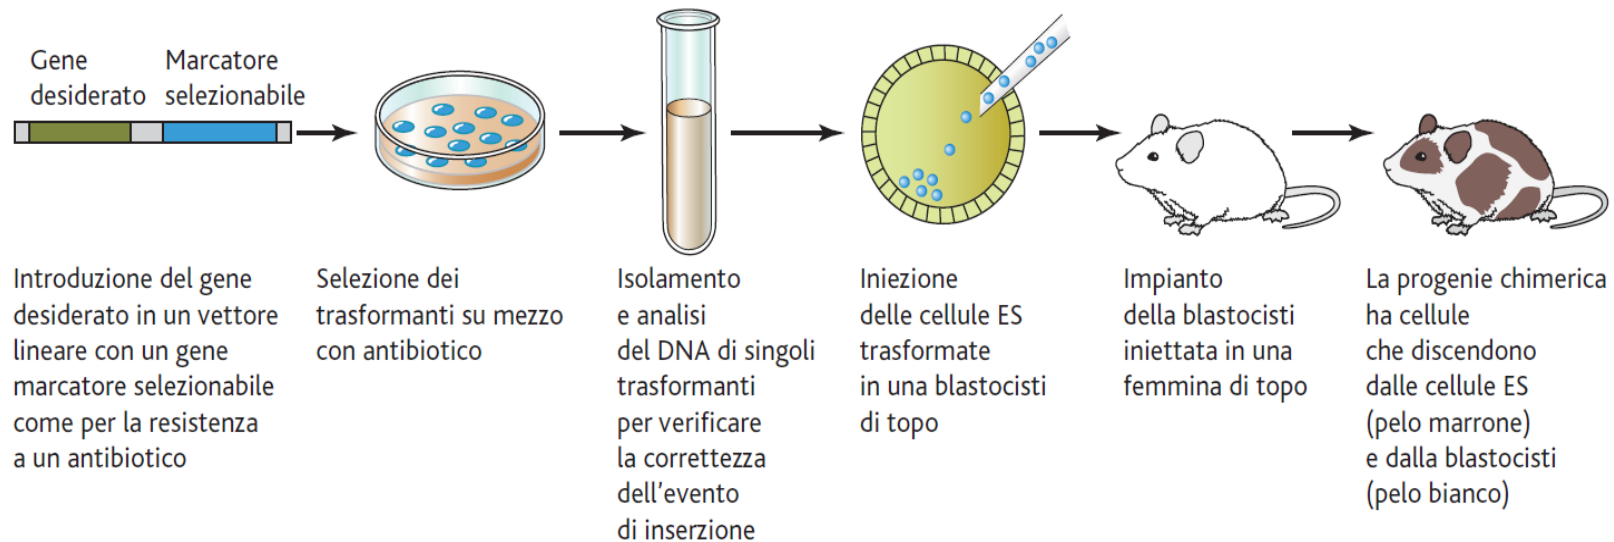 Gene
desiderato
Marcatore
selezionabile
Introduzione del gene
desiderato in un vettore
lineare con un gene
marcatore selezionabile
come per la resistenza
a un antibiotico
Selezione dei
trasformanti su mezzo
con antibiotico
Isolamento
e analisi
del DNA di singoli
trasformanti
per verificare
la correttezza
dell'evento
di inserzione
Iniezione
delle cellule ES
trasformate
in una blastocisti
di topo
Impianto
della blastocisti
iniettata in una
femmina di topo
La progenie chimerica
ha cellule
che discendono
dalle cellule ES
(pelo marrone)
e dalla blastocisti
(pelo bianco)